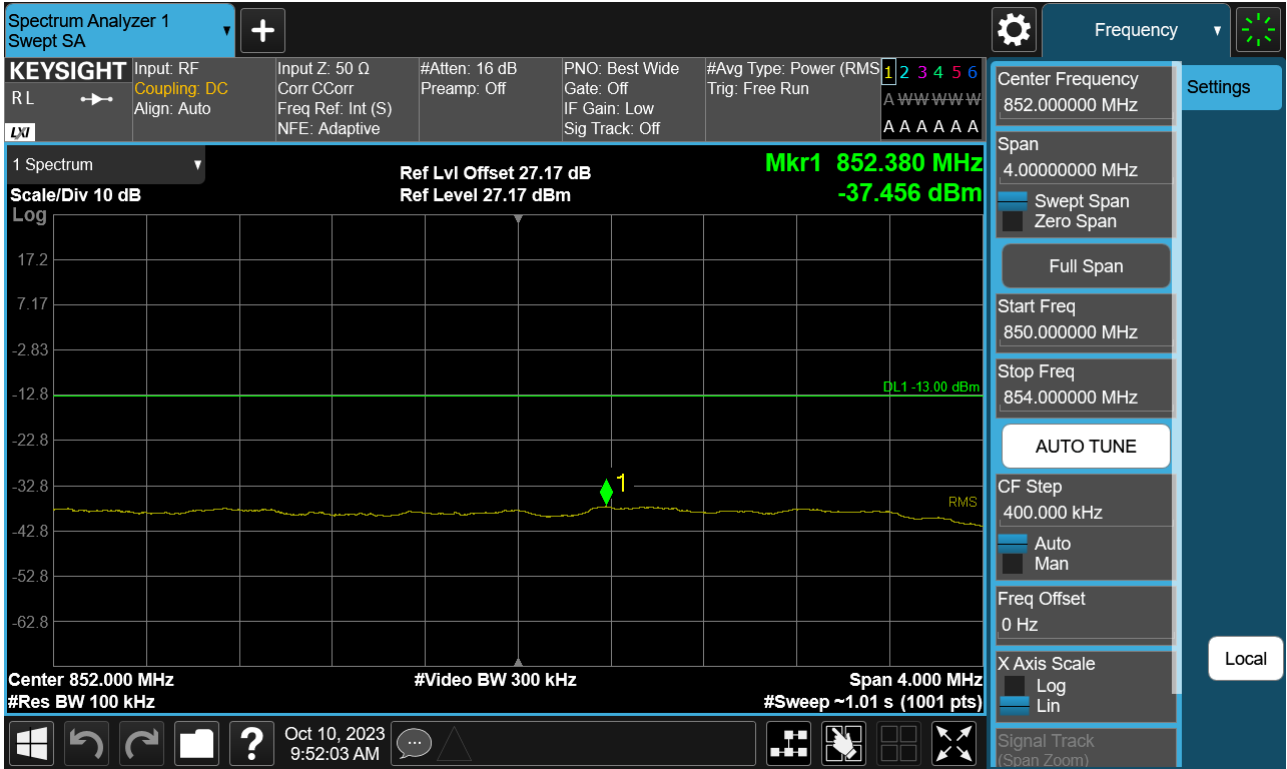 Spectrum Analyzer 1
Swept SA
Frequency
KEYSIGHT
R L
LXI
Input: RF
Coupling: DC
Align: Auto
Input Z: 50 Ω
Corr CCorr
Freq Ref: Int (S)
NFE: Adaptive
#Atten: 16 dB
Preamp: Off
PNO: Best Wide
Gate: Off
IF Gain: Low
Sig Track: Off
#Avg Type: Power (RMS
Trig: Free Run
1 2 3 4 5 6
A W W W W W
A A A A A A
1 Spectrum
Scale/Div 10 dB
Log
Ref Lvl Offset 27.17 dB
Ref Level 27.17 dBm
Mkr1 852.380 MHz
-37.456 dBm
17.2
7.17
-2.83
-12.8
-22.8
-32.8
-42.8
-52.8
-62.8
DL1 -13.00 dBm
1
RMS
Center 852.000 MHz
#Video BW 300 kHz
Span 4.000 MHz
#Res BW 100 kHz
#Sweep ~1.01 s (1001 pts)
Center Frequency
852.000000 MHz
Settings
Span
4.00000000 MHz
Swept Span
Zero Span
Full Span
Start Freq
850.000000 MHz
Stop Freq
854.000000 MHz
AUTO TUNE
CF Step
400.000 kHz
Auto
Man
Freq Offset
0 Hz
X Axis Scale
Log
Lin
Signal Track
(Span Zoom)
Local
?
Oct 10, 2023
9:52:03 AM